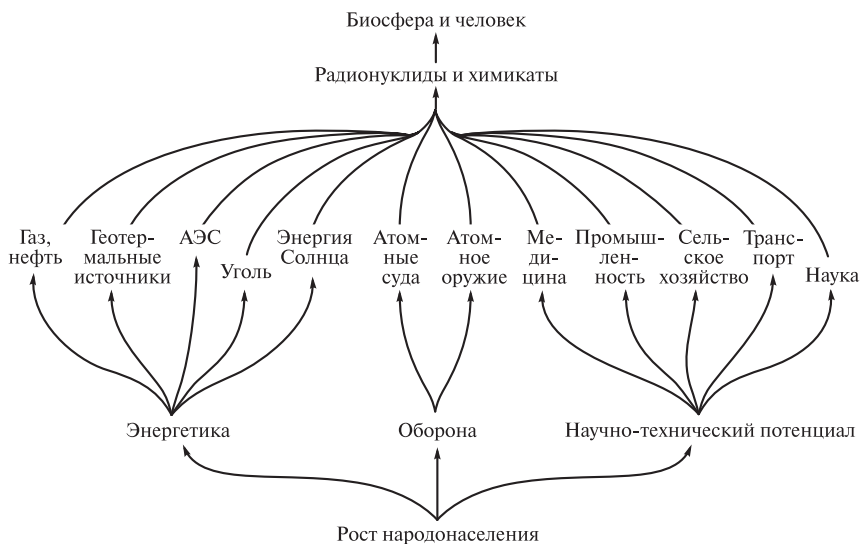 Биосфера и человек
Радионуклиды и химикаты
Газ,
нефть
Геотер-
мальные
источники
АЭС
Уголь
Энергия
Солнца
Атом-
ные
суда
Атом-
ное
оружие
Ме-
ди-
цина
Промыш-
лен-
ность
Сель-
ское
хозяйство
Транс-
порт
Наука
Энергетика
Оборона
Научно-технический потенциал
Рост народонаселения